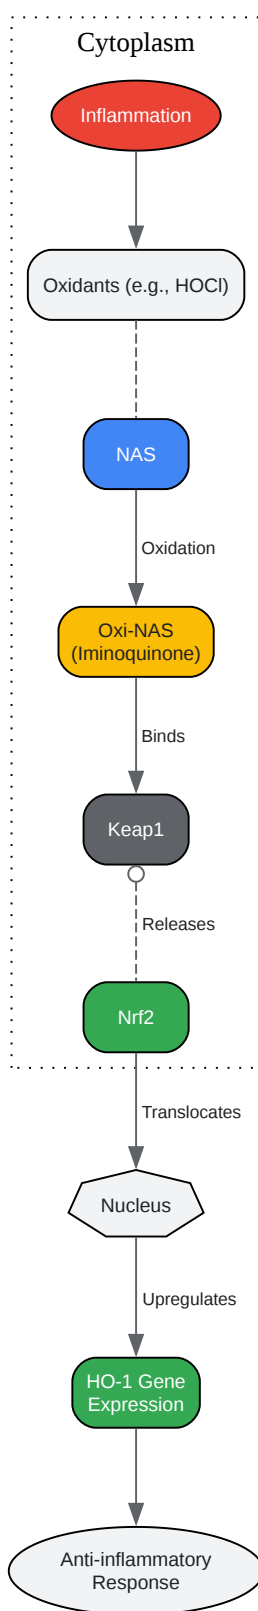 Cytoplasm
Inflammation
Oxidants (e.g., HOCl)
NAS
Oxidation
Oxi-NAS
(Iminoquinone)
Binds
Keap1
Releases
Nrf2
Translocates
Nucleus
Upregulates
HO-1 Gene
Expression
Anti-inflammatory
Response